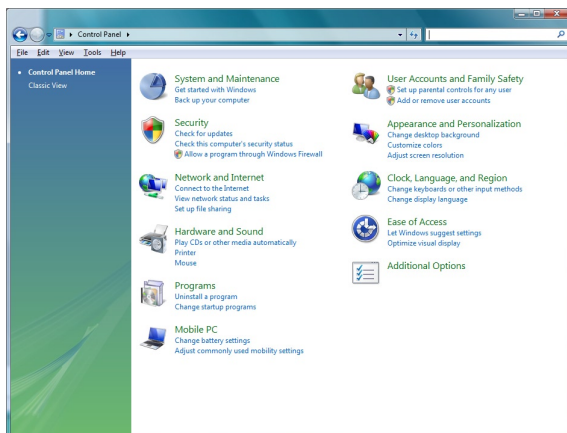 Control Panel
File Edit View Tools Help
Control Panel Home
Classic View
System and Maintenance
Get started with Windows
Back up your computer
Security
Check for updates
Check this computer's security status
Allow a program through Windows Firewall
Network and Internet
Connect to the Internet
View network status and tasks
Set up file sharing
Hardware and Sound
Play CDs or other media automatically
Printer
Mouse
Programs
Uninstall a program
Change startup programs
Mobile PC
Change battery settings
Adjust commonly used mobility settings
User Accounts and Family Safety
Set up parental controls for any user
Add or remove user accounts
Appearance and Personalization
Change desktop background
Customize colors
Adjust screen resolution
Clock, Language, and Region
Change keyboards or other input methods
Change display language
Ease of Access
Let Windows suggest settings
Optimize visual display
Additional Options